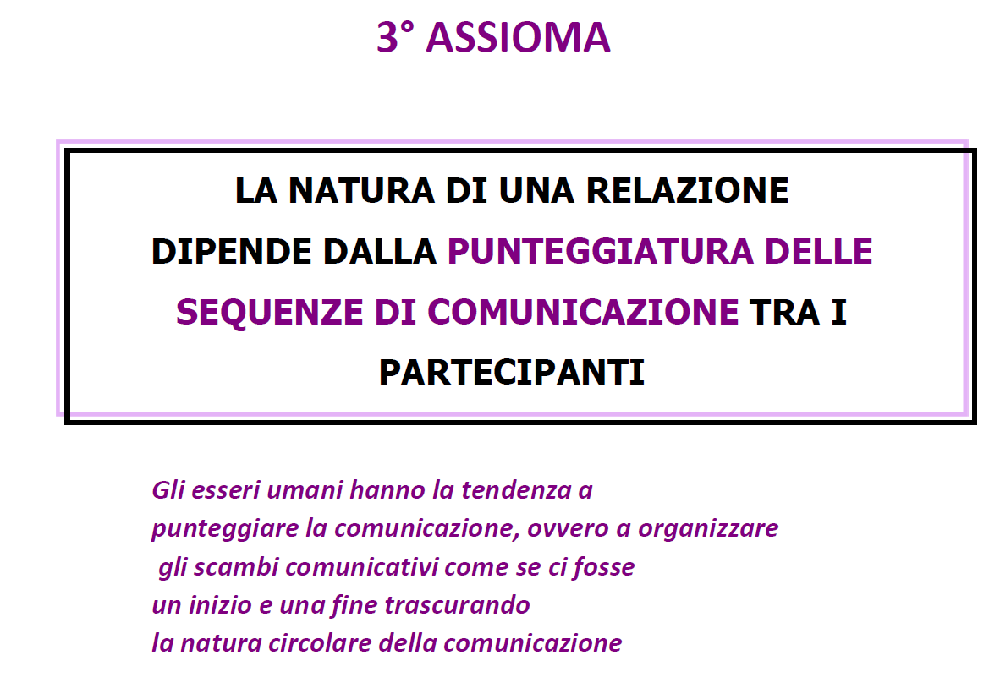 3° ASSIOMA
LA NATURA DI UNA RELAZIONE
DIPENDE DALLA PUNTEGGIATURA DELLE
SEQUENZE DI COMUNICAZIONE TRA I
PARTECIPANTI
Gli esseri umani hanno la tendenza a
punteggiare la comunicazione, ovvero a organizzare
gli scambi comunicativi come se ci fosse
un inizio e una fine trascurando
la natura circolare della comunicazione